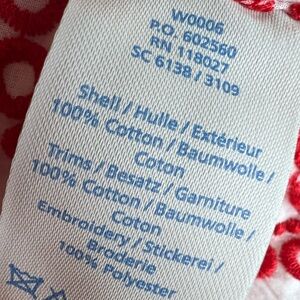 W0006
P.O. 602560
RN 118027
SC 6138 / 3109
Shell / Hulle / Extérieur
100% Cotton / Baumwolle /
Coton
Trims / Besatz / Garniture
100% Cotton / Baumwolle /
Coton
Embroidery / Stickerei /
Broderie
100% Polyester